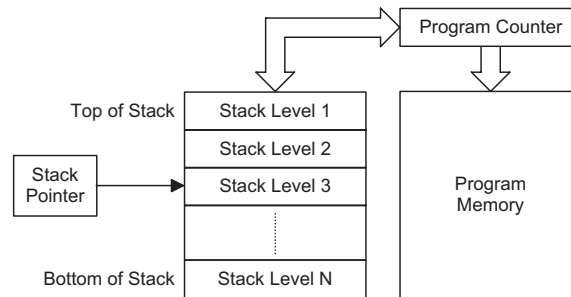 Program Counter
Top of Stack
Stack Level 1
Stack Level 2
Stack
Pointer
Stack Level 3
Program
Memory
Bottom of Stack
Stack Level N